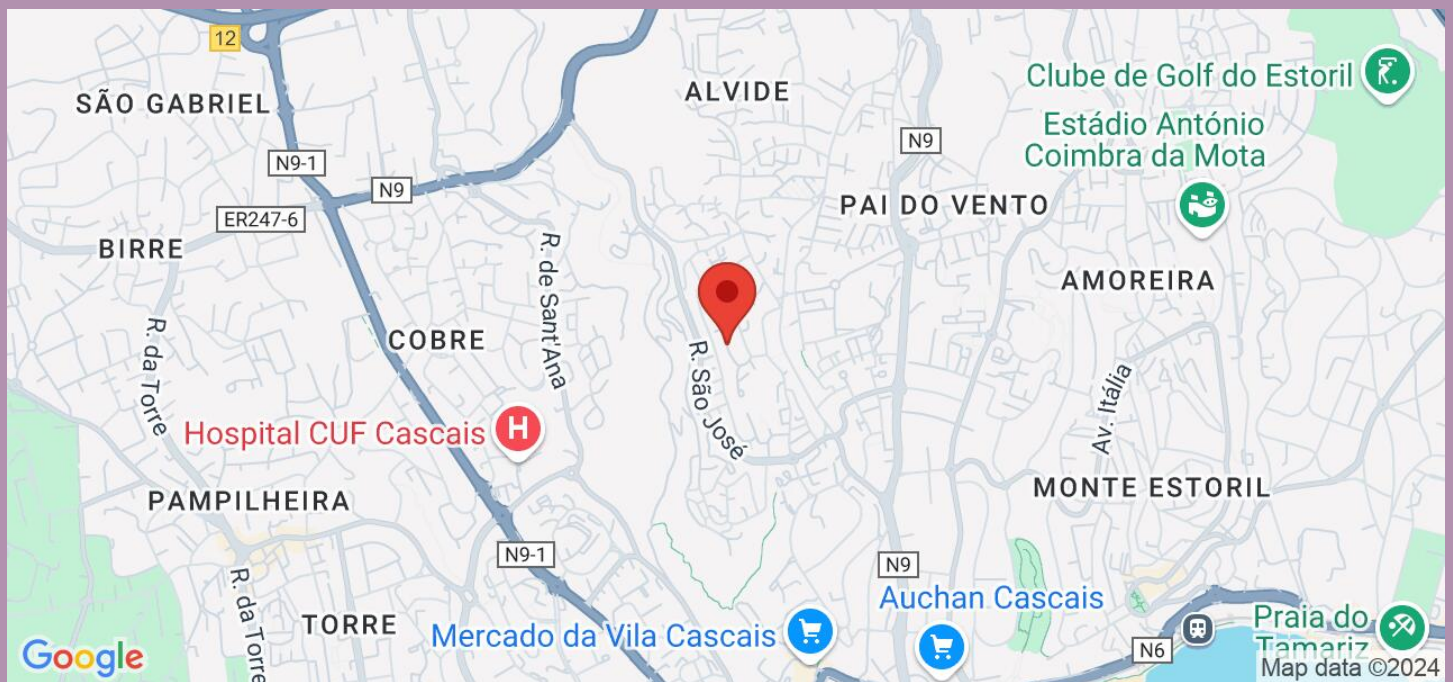 12
SÃO GABRIEL
ALVIDE
Clube de Golf do Estoril
Estádio António
Coimbra da Mota
N9-1
N9
N9
ER247-6
PAI DO VENTO
BIRRE
AMOREIRA
R. de Sant'Ana
R. da Torre
COBRE
R. São José
Av. Itália
Hospital CUF Cascais
H
PAMPILHEIRA
MONTE ESTORIL
N9-1
N9
R. da Torre
TORRE
Auchan Cascais
Mercado da Vila Cascais
Praia do
Tamariz
N6
Google
Map data ©2024